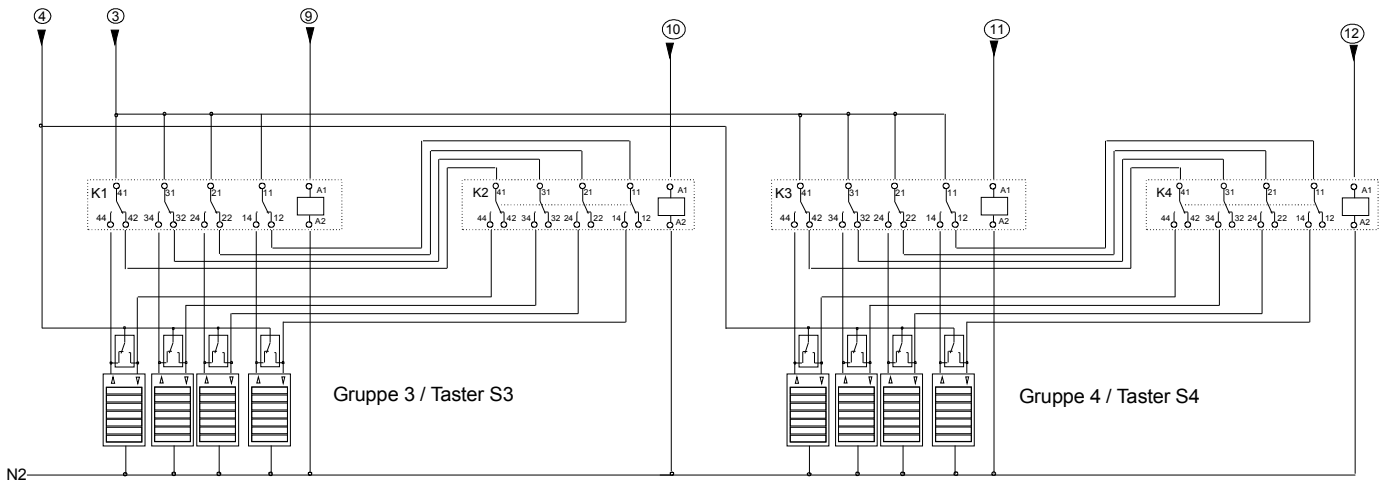 4 3 9 10 11 12
K1 41 31 21 11 A1 K2 41 31 21 11 A1 K3 41 31 21 11 A1 K4 41 31 21 11 A1
44 42 34 32 24 22 14 12 A2 44 42 34 32 24 22 14 12 A2 44 42 34 32 24 22 14 12 A2 44 42 34 32 24 22 14 12 A2
Gruppe 3 / Taster S3 Gruppe 4 / Taster S4
N2